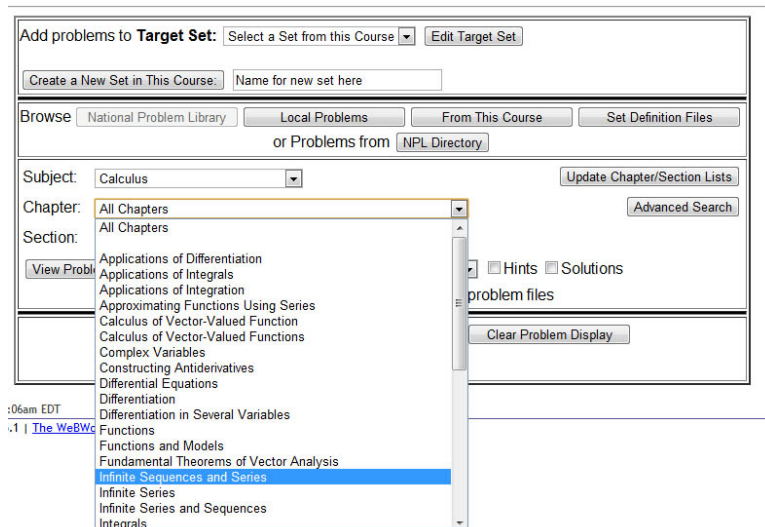 Add problems to Target Set: Select a Set from this Course Edit Target Set
Create a New Set in This Course: Name for new set here
Browse National Problem Library Local Problems From This Course Set Definition Files
or Problems from NPL Directory
Subject: Calculus Update Chapter/Section Lists
Chapter: All Chapters Advanced Search
Section:
All Chapters
Applications of Differentiation
Applications of Integrals
Applications of Integration
Approximating Functions Using Series
Calculus of Vector-Valued Function
Calculus of Vector-Valued Functions
Complex Variables
Constructing Antiderivatives
Differential Equations
Differentiation
Differentiation in Several Variables
Functions
Functions and Models
Fundamental Theorems of Vector Analysis
Infinite Sequences and Series
Infinite Series
Infinite Series and Sequences
Integrals
View Hints Solutions
problem files
Clear Problem Display
:06am EDT
.1 | The